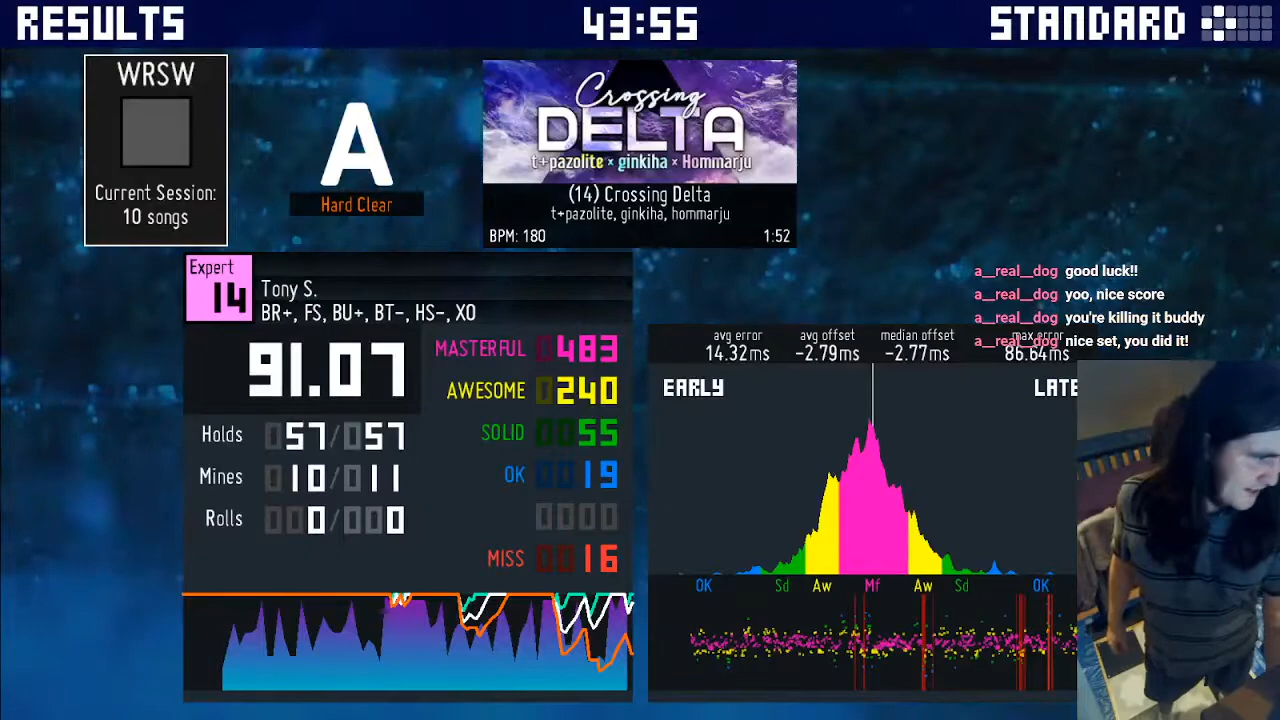 RESULTS
43:55
STANDARD
WRSW
Current Session:
10 songs
A
Hard Clear
Crossing
DELTA
t+pazolite × ginkiha × Hommarju
(14) Crossing Delta
t+pazolite, ginkiha, hommarju
BPM: 180
1:52
Expert
14
Tony S.
BR+, FS, BU+, BT-, HS-, XO
91.07
MASTERFUL 0483
AWESOME 0240
SOLID 0055
OK 0019
0000
MISS 0016
Holds 057/057
Mines 010/011
Rolls 000/000
a__real__dog good luck!!
a__real__dog yoo, nice score
a__real__dog you're killing it buddy
a__real__dog nice set, you did it!
avg error
14.32ms
avg offset
-2.79ms
median offset
-2.77ms
max error
86.64ms
EARLY
LATE
OK Sd Aw Mf Aw Sd OK